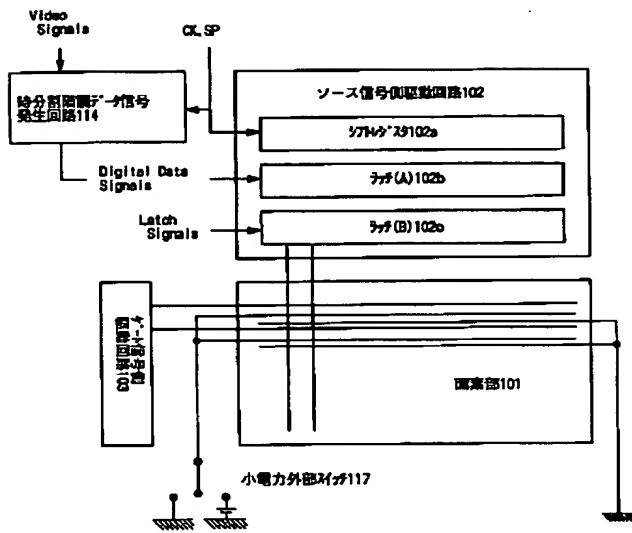 Video
Signals
CK,SP
時分割階調データ信号
発生回路114
ソース信号側駆動回路102
シフトレジスタ102a
Digital Data
Signals
ラッチ(A)102b
Latch
Signals
ラッチ(B)102c
ゲート信号側
駆動回路103
画素部101
小電力外部スイッチ117